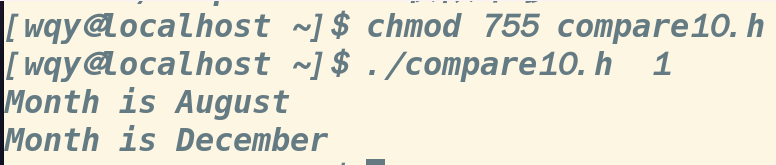 [wqy@localhost ~]$ chmod 755 compare10.h
[wqy@localhost ~]$ ./compare10.h  1
Month is August
Month is December